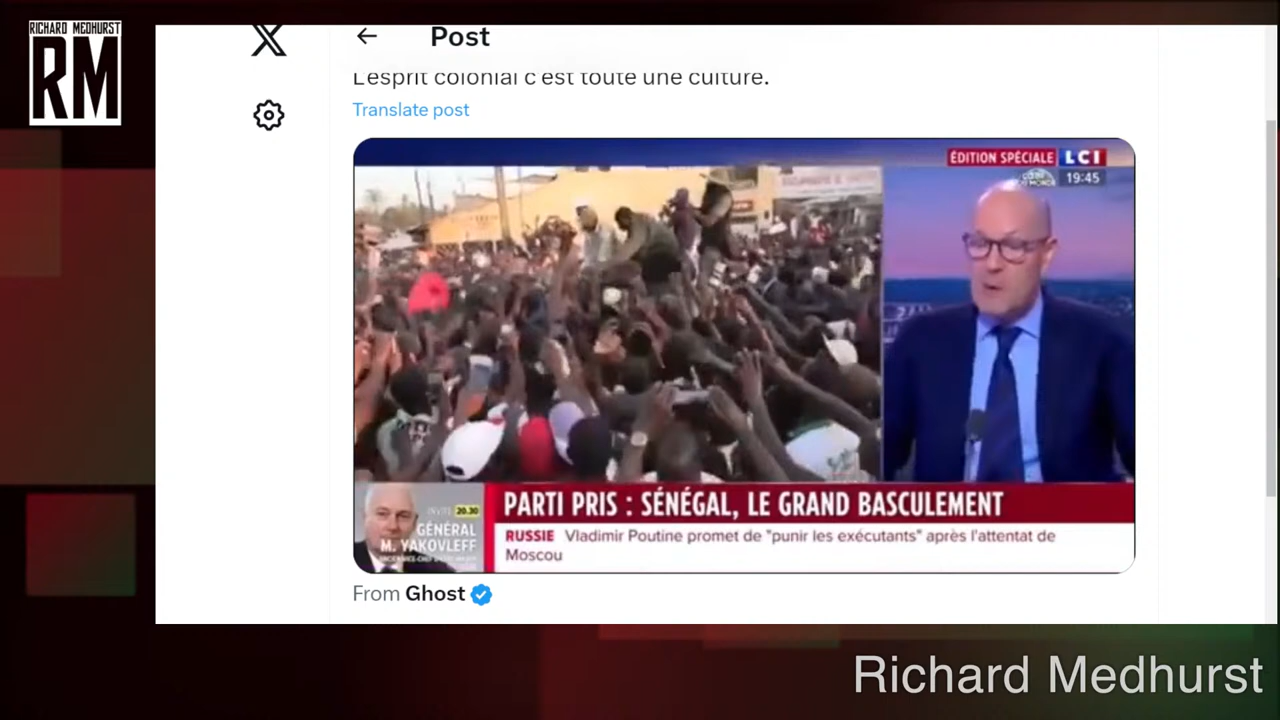 RICHARD MEDHURST
RM
Post
L'esprit colonial c'est toute une culture.
Translate post
ÉDITION SPÉCIALE LCI
19:45
INVITÉ 20.30
GÉNÉRAL
M. YAKOVLEFF
PARTI PRIS : SÉNÉGAL, LE GRAND BASCULEMENT
RUSSIE Vladimir Poutine promet de "punir les exécutants" après l'attentat de
Moscou
From Ghost
Richard Medhurst